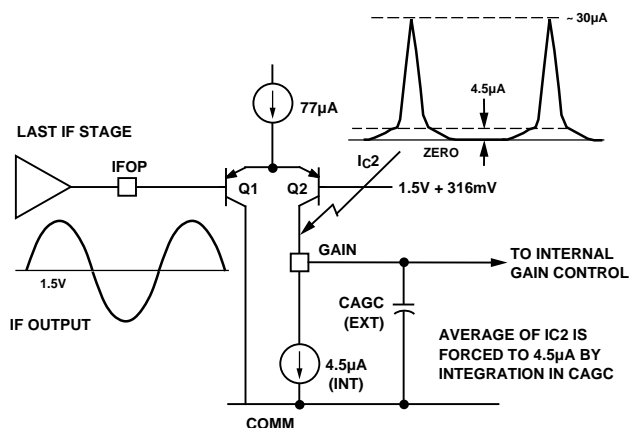 ~ 30µA
4.5µA
ZERO
77µA
LAST IF STAGE
IFOP
Q1
Q2
IC2
1.5V + 316mV
GAIN
TO INTERNAL
GAIN CONTROL
1.5V
IF OUTPUT
CAGC
(EXT)
4.5µA
(INT)
AVERAGE OF IC2 IS
FORCED TO 4.5µA BY
INTEGRATION IN CAGC
COMM